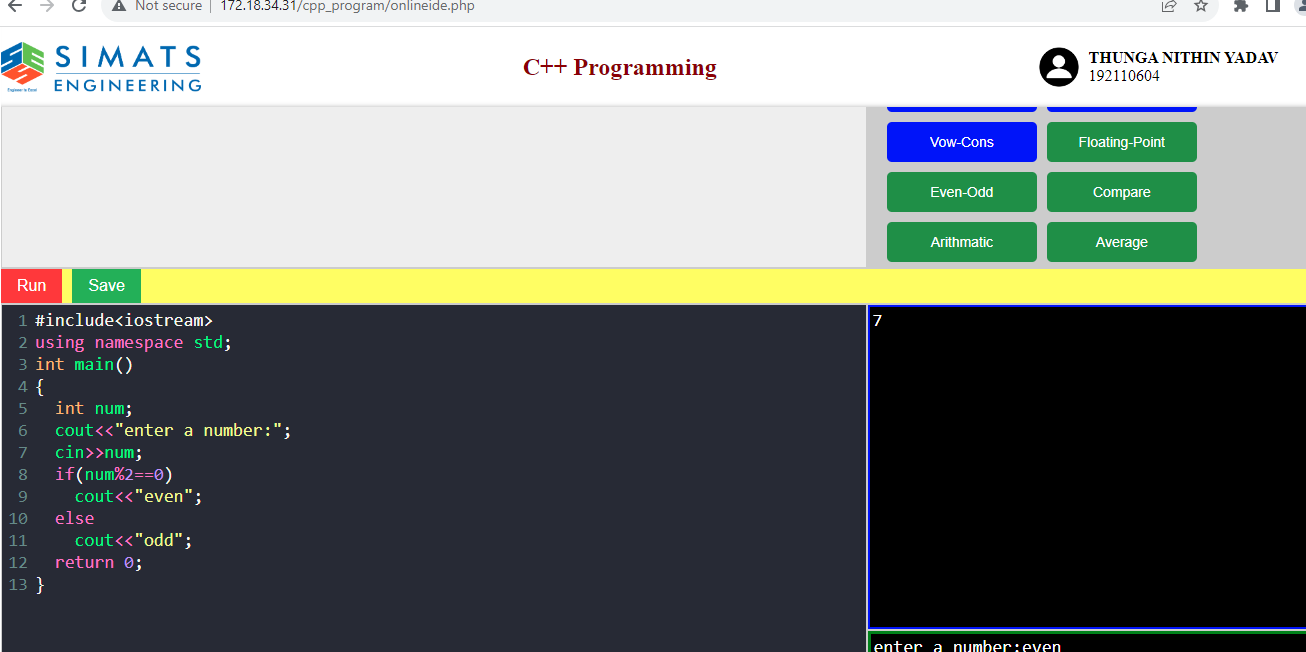 Not secure | 172.18.34.31/cpp_program/onlineide.php
SIMATS
ENGINEERING
Engineer to Excel
C++ Programming
THUNGA NITHIN YADAV
192110604
Vow-Cons
Floating-Point
Even-Odd
Compare
Arithmatic
Average
Run
Save
1 #include<iostream>
2 using namespace std;
3 int main()
4 {
5   int num;
6   cout<<"enter a number:";
7   cin>>num;
8   if(num%2==0)
9     cout<<"even";
10   else
11     cout<<"odd";
12   return 0;
13 }
7
enter a number:even